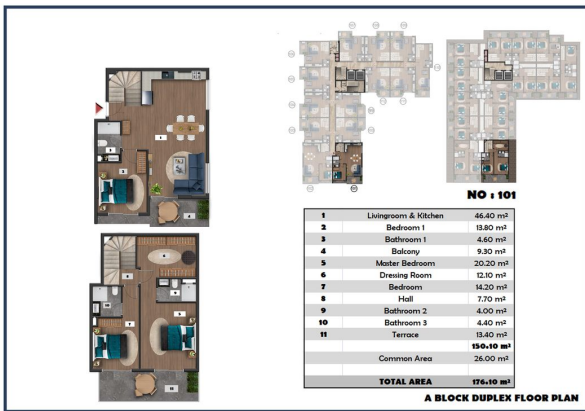 NO : 101
1 Livingroom & Kitchen 46.40 m²
2 Bedroom 1 13.80 m²
3 Bathroom 1 4.60 m²
4 Balcony 9.30 m²
5 Master Bedroom 20.20 m²
6 Dressing Room 12.10 m²
7 Bedroom 14.20 m²
8 Hall 7.70 m²
9 Bathroom 2 4.00 m²
10 Bathroom 3 4.40 m²
11 Terrace 13.40 m²
150.10 m²
Common Area 26.00 m²
TOTAL AREA 176.10 m²
A BLOCK DUPLEX FLOOR PLAN